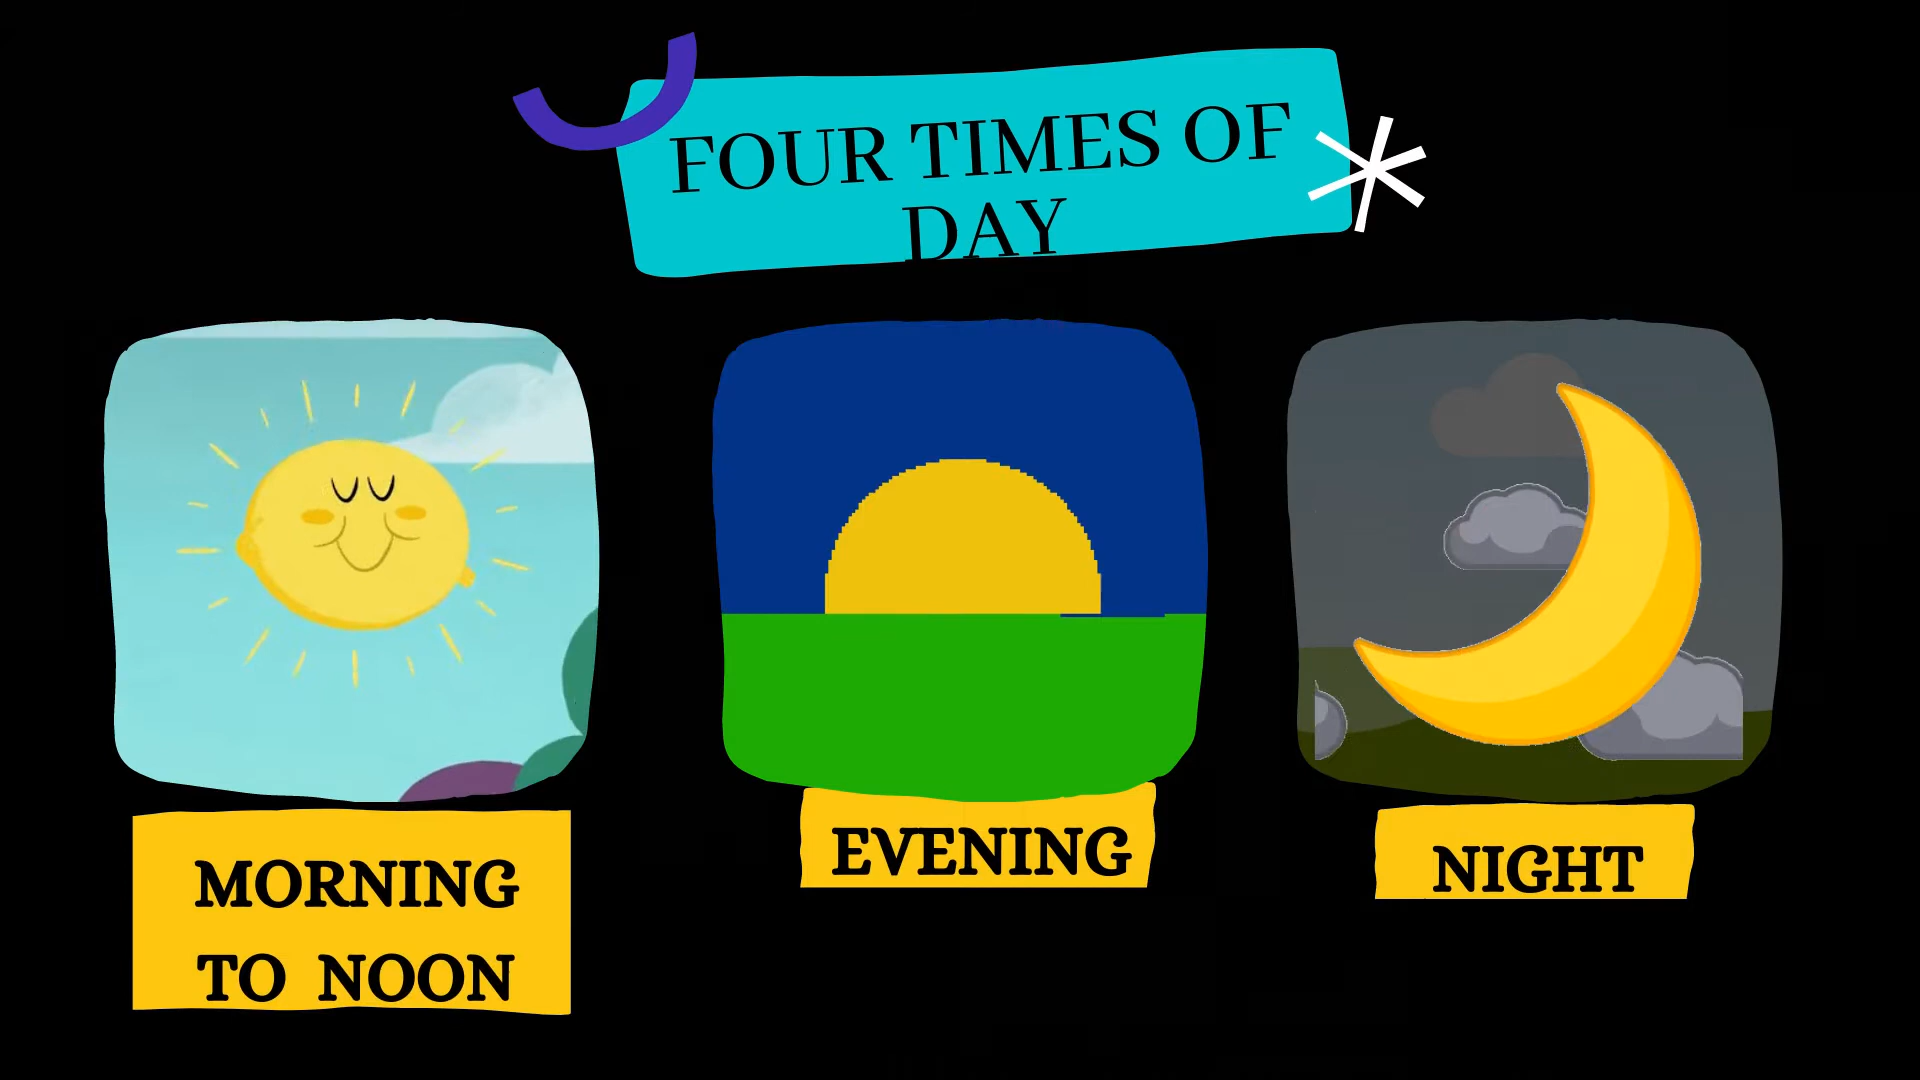 FOUR TIMES OF
DAY
MORNING
TO NOON
EVENING
NIGHT